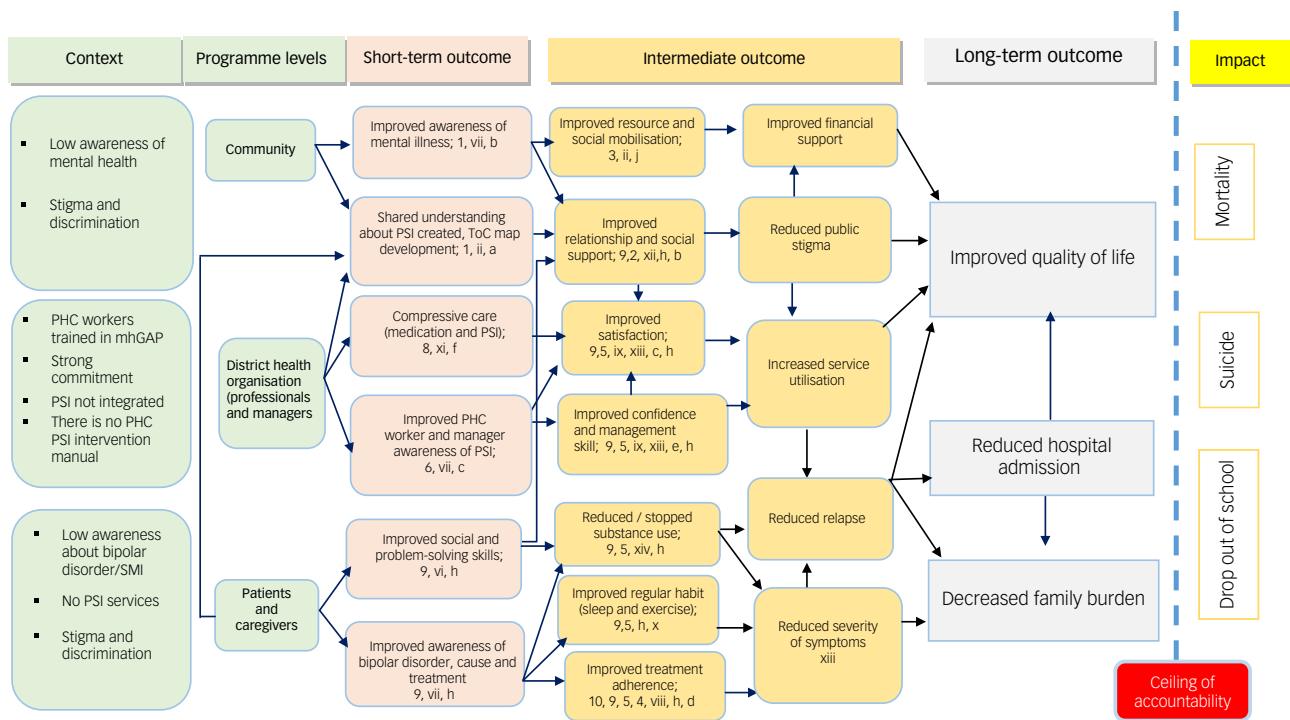 Context
Programme levels
Short-term outcome
Intermediate outcome
Long-term outcome
Impact
Low awareness of
mental health
Stigma and
discrimination
PHC workers
trained in mhGAP
Strong
commitment
PSI not integrated
There is no PHC
PSI intervention
manual
Low awareness
about bipolar
disorder/SMI
No PSI services
Stigma and
discrimination
Community
District health
organisation
(professionals and
managers
Patients
and
caregivers
Improved awareness of
mental illness; 1, vii, b
Shared understanding
about PSI created, ToC map
development; 1, ii, a
Compressive care
(medication and PSI);
8, xi, f
Improved PHC
worker and manager
awareness of PSI;
6, vii, c
Improved social and
problem-solving skills;
9, vi, h
Improved awareness of
bipolar disorder, cause and
treatment
9, vii, h
Improved resource and
social mobilisation;
3, ii, j
Improved
relationship and social
support; 9,2, xii,h, b
Improved
satisfaction;
9,5, ix, xiii, c, h
Improved confidence
and management
skill; 9, 5, ix, xiii, e, h
Reduced / stopped
substance use;
9, 5, xiv, h
Improved regular habit
(sleep and exercise);
9,5, h, x
Improved treatment
adherence;
10, 9, 5, 4, viii, h, d
Improved financial
support
Reduced public
stigma
Increased service
utilisation
Reduced relapse
Reduced severity
of symptoms
xiii
Improved quality of life
Reduced hospital
admission
Decreased family burden
Mortality
Suicide
Drop out of school
Ceiling of
accountability